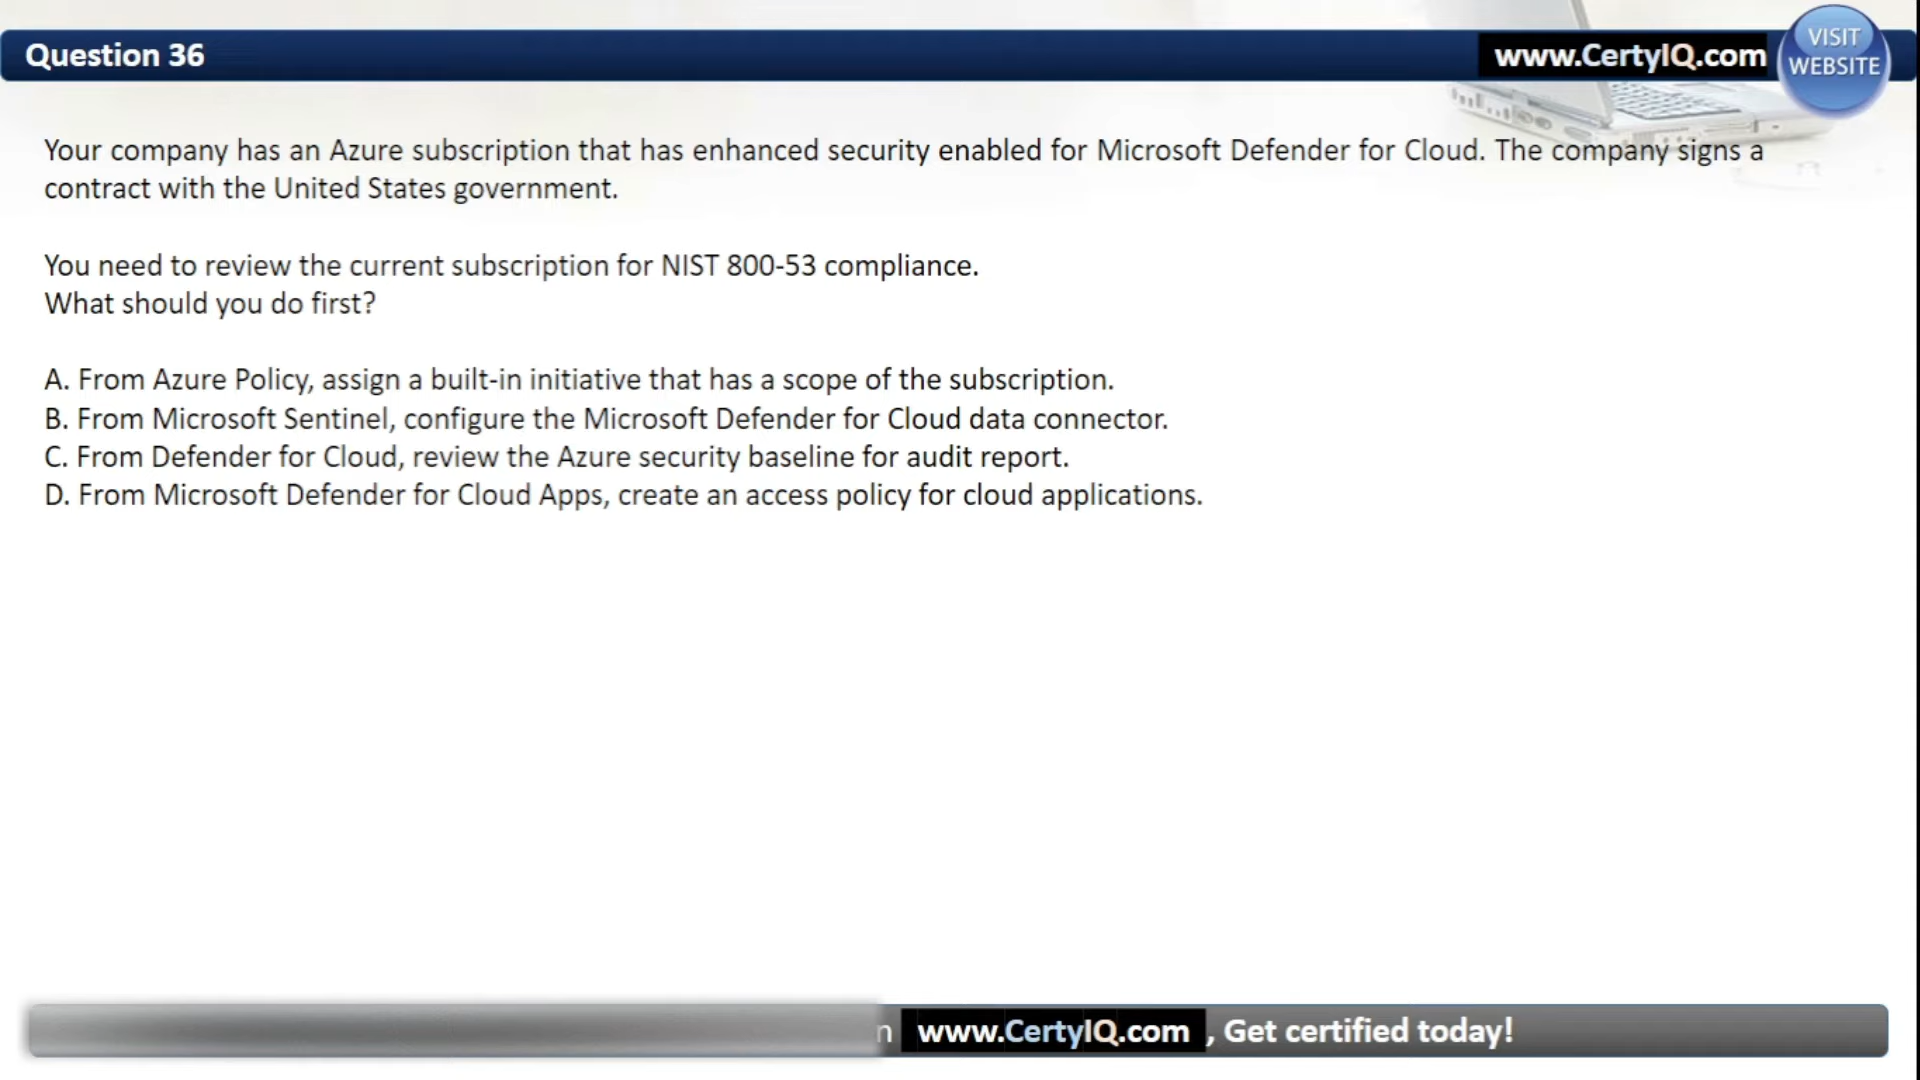 Question 36
www.CertyIQ.com
VISIT
WEBSITE
Your company has an Azure subscription that has enhanced security enabled for Microsoft Defender for Cloud. The company signs a
contract with the United States government.
You need to review the current subscription for NIST 800-53 compliance.
What should you do first?
A. From Azure Policy, assign a built-in initiative that has a scope of the subscription.
B. From Microsoft Sentinel, configure the Microsoft Defender for Cloud data connector.
C. From Defender for Cloud, review the Azure security baseline for audit report.
D. From Microsoft Defender for Cloud Apps, create an access policy for cloud applications.
n www.CertyIQ.com , Get certified today!